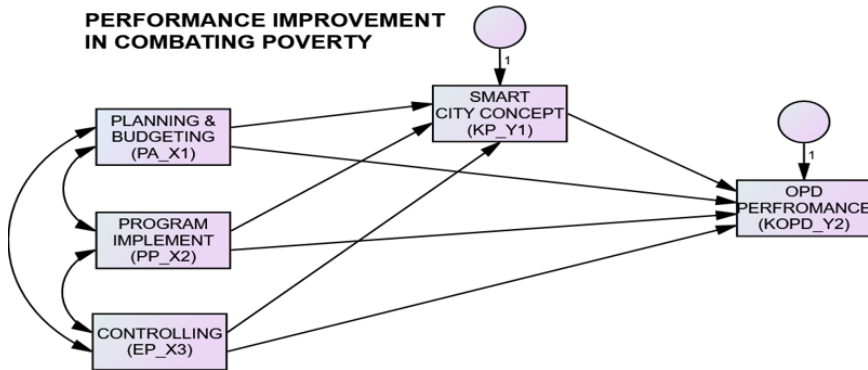 PERFORMANCE IMPROVEMENT
IN COMBATING POVERTY
1
SMART
CITY CONCEPT
(KP_Y1)
PLANNING &
BUDGETING
(PA_X1)
1
OPD
PERFROMANCE
(KOPD_Y2)
PROGRAM
IMPLEMENT
(PP_X2)
CONTROLLING
(EP_X3)